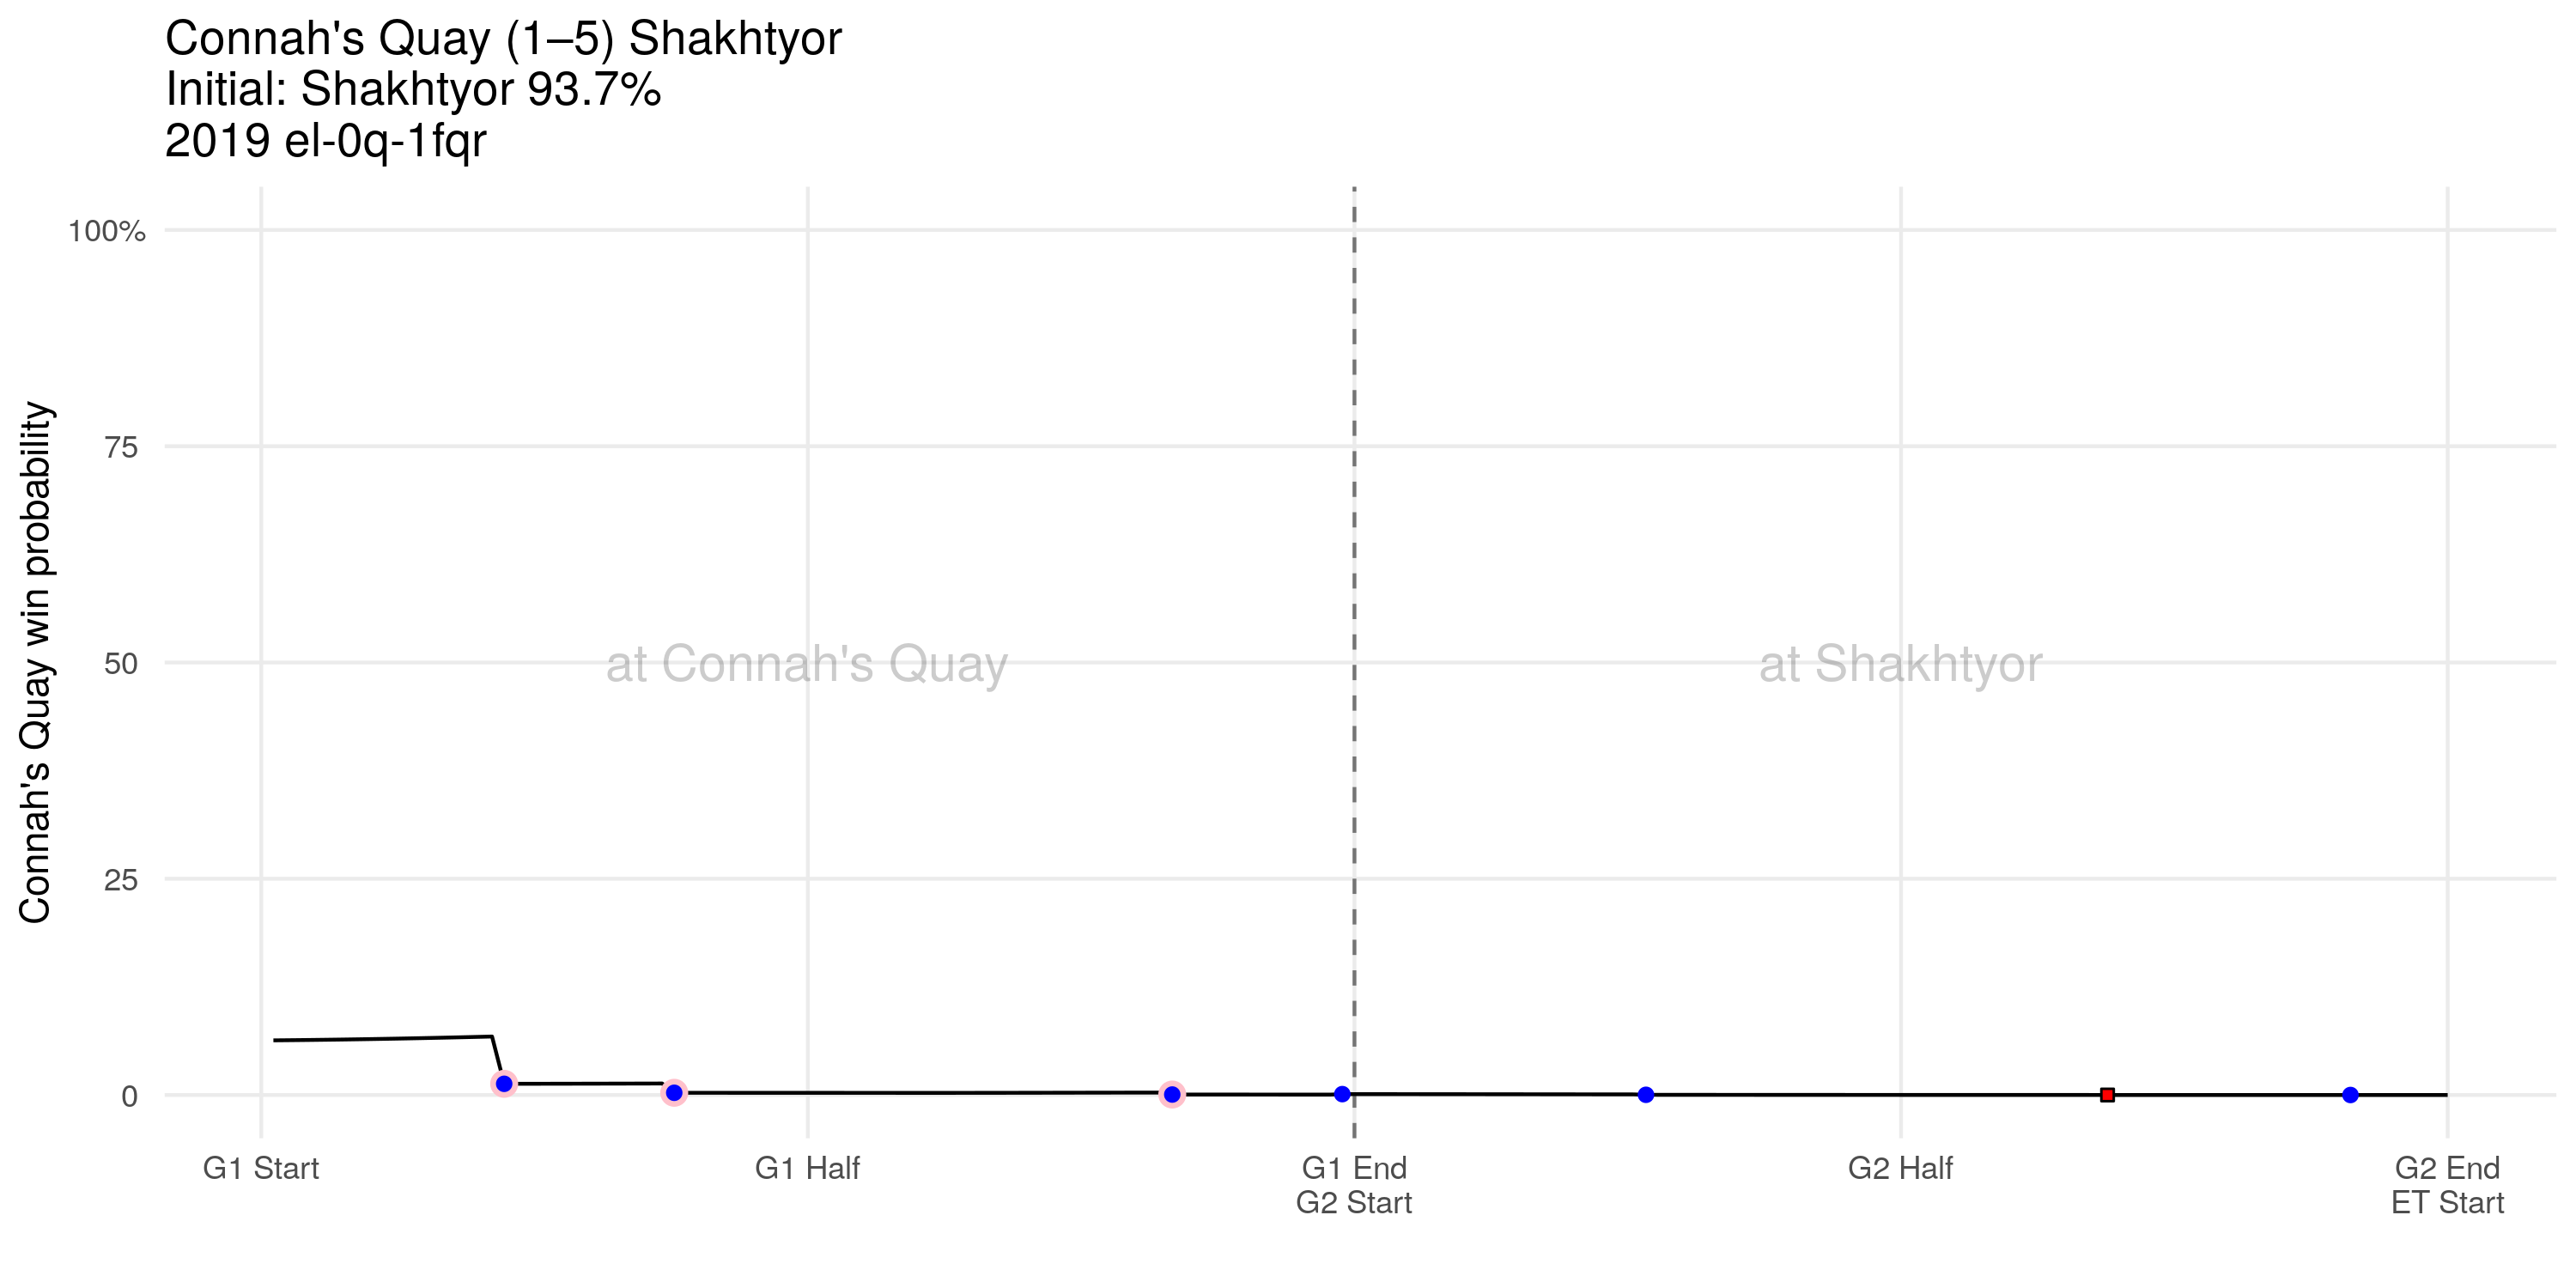 Connah's Quay (1–5) Shakhtyor
Initial: Shakhtyor 93.7%
2019 el-0q-1fqr
Connah's Quay win probability
100%
75
50
25
0
at Connah's Quay
at Shakhtyor
G1 Start
G1 Half
G1 End
G2 Start
G2 Half
G2 End
ET Start